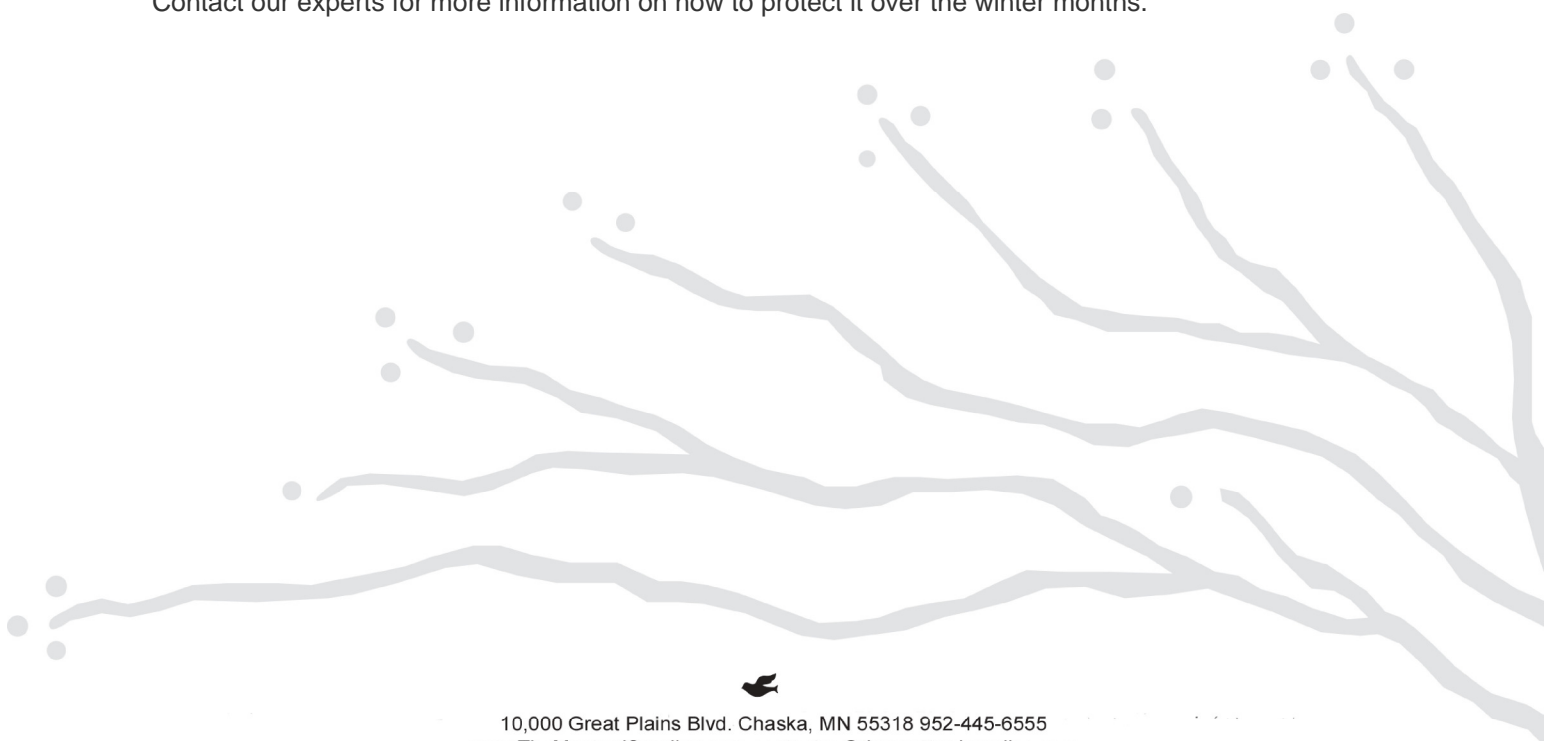 Contact our experts for more information on how to protect it over the winter months.
10,000 Great Plains Blvd. Chaska, MN 55318 952-445-6555